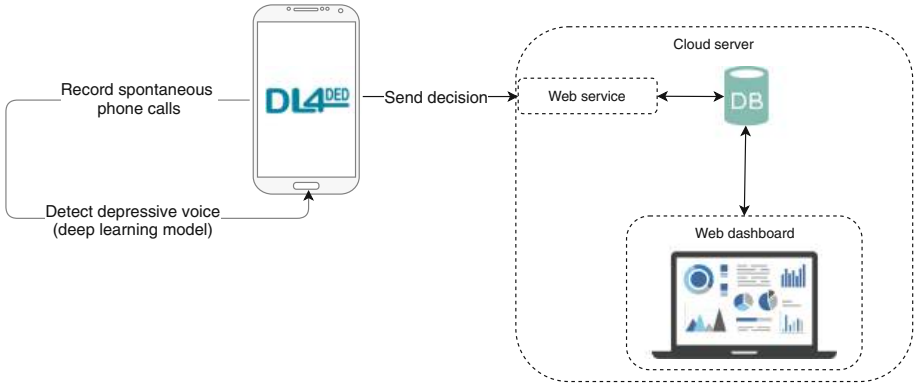 Cloud server
Record spontaneous
phone calls
DL4DED
Send decision
Web service
DB
Detect depressive voice
(deep learning model)
Web dashboard